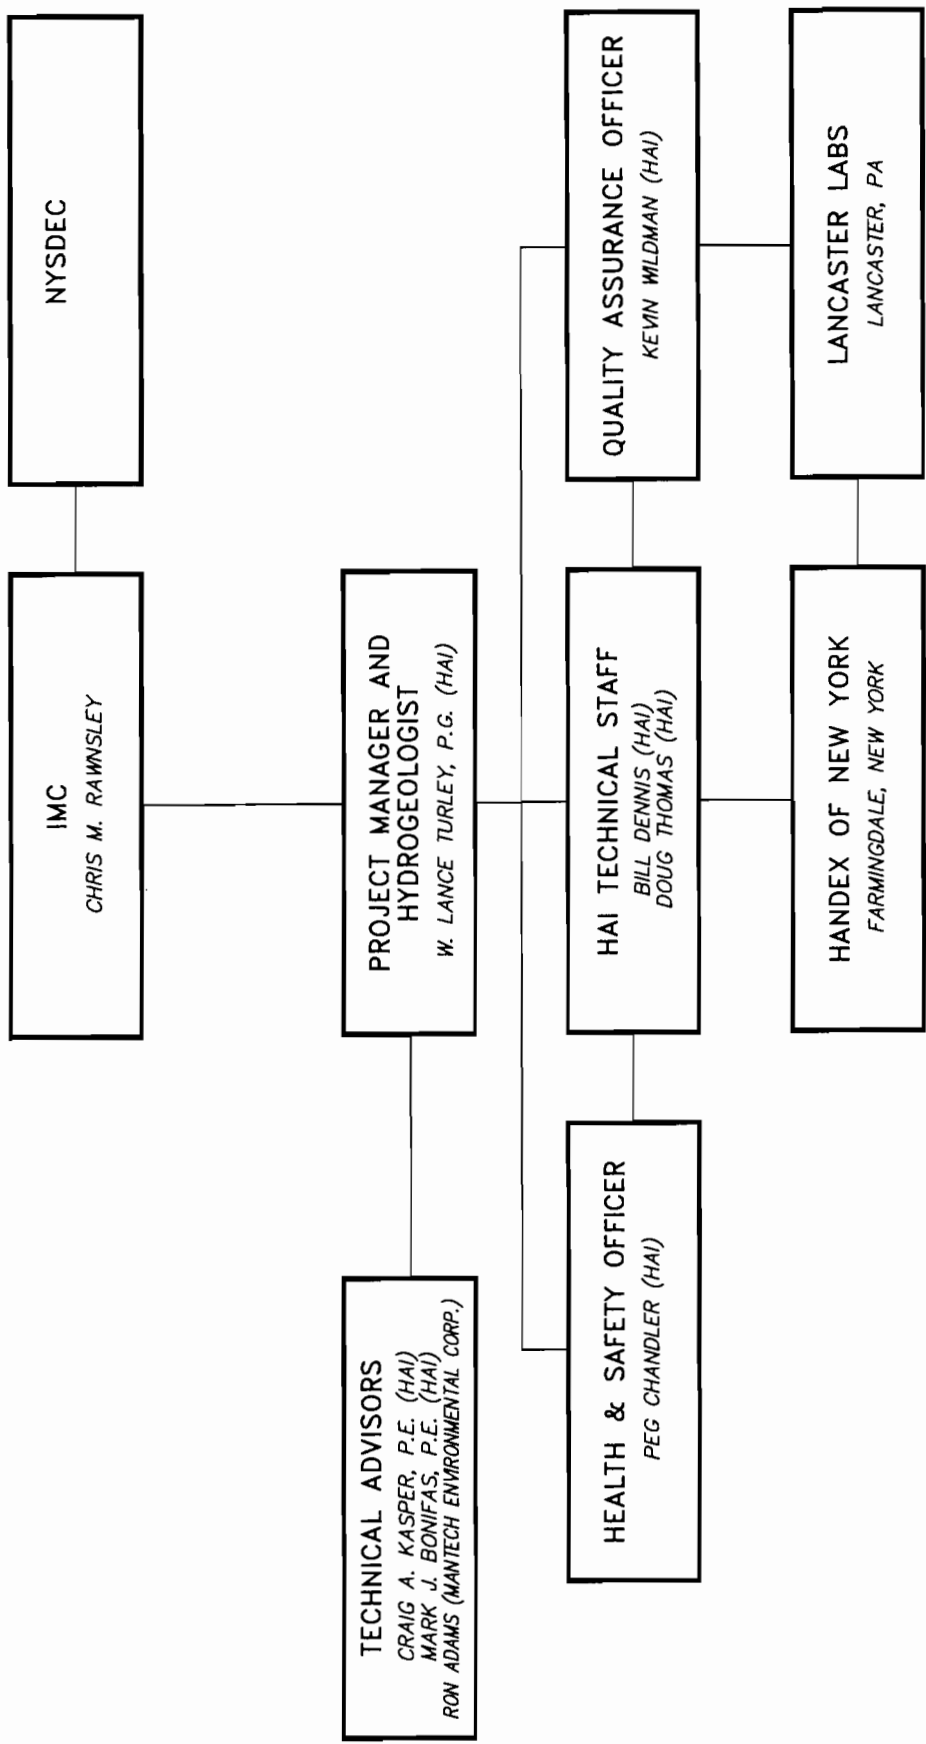 IMC
CHRIS M. RAWNSLEY
NYSDEC
TECHNICAL ADVISORS
CRAIG A. KASPER, P.E. (HAI)
MARK J. BONIFAS, P.E. (HAI)
RON ADAMS (MANTECH ENVIRONMENTAL CORP.)
PROJECT MANAGER AND
HYDROGEOLOGIST
W. LANCE TURLEY, P.G. (HAI)
HEALTH & SAFETY OFFICER
PEG CHANDLER (HAI)
HAI TECHNICAL STAFF
BILL DENNIS (HAI)
DOUG THOMAS (HAI)
QUALITY ASSURANCE OFFICER
KEVIN WILDMAN (HAI)
HANDEX OF NEW YORK
FARMINGDALE, NEW YORK
LANCASTER LABS
LANCASTER, PA